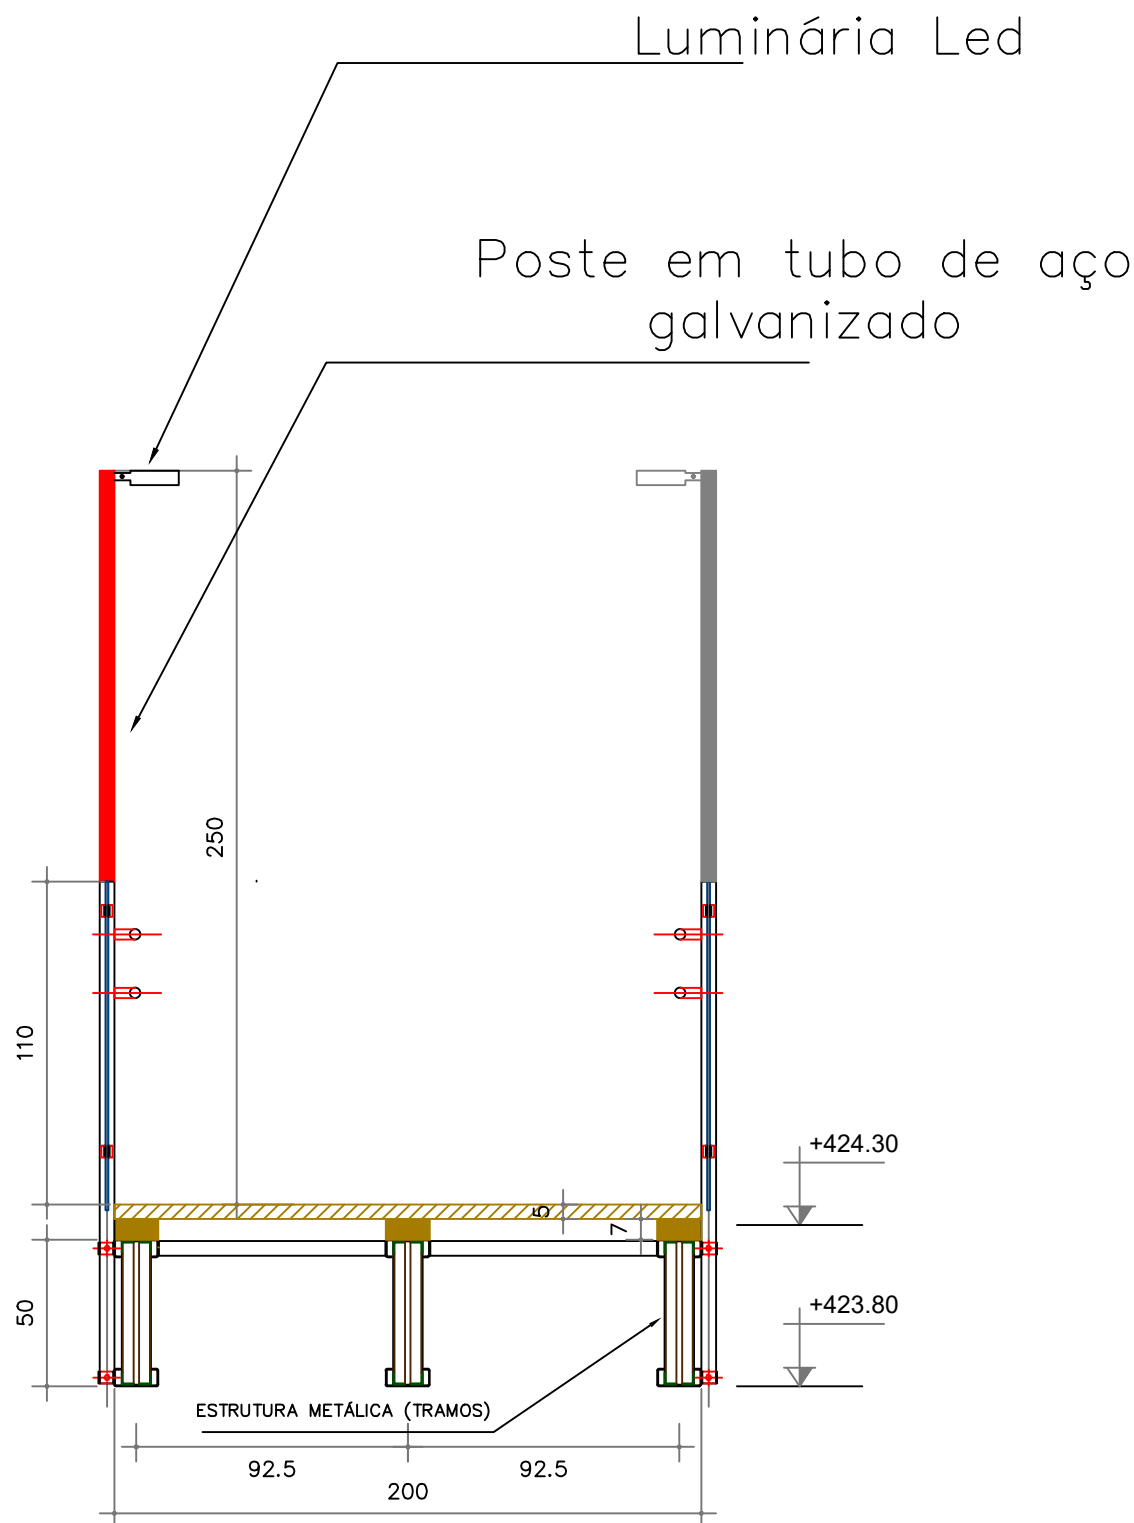 Luminária Led
Poste em tubo de aço
galvanizado
250
110
+424.30
5
7
50
+423.80
ESTRUTURA METÁLICA (TRAMOS)
92.5
92.5
200